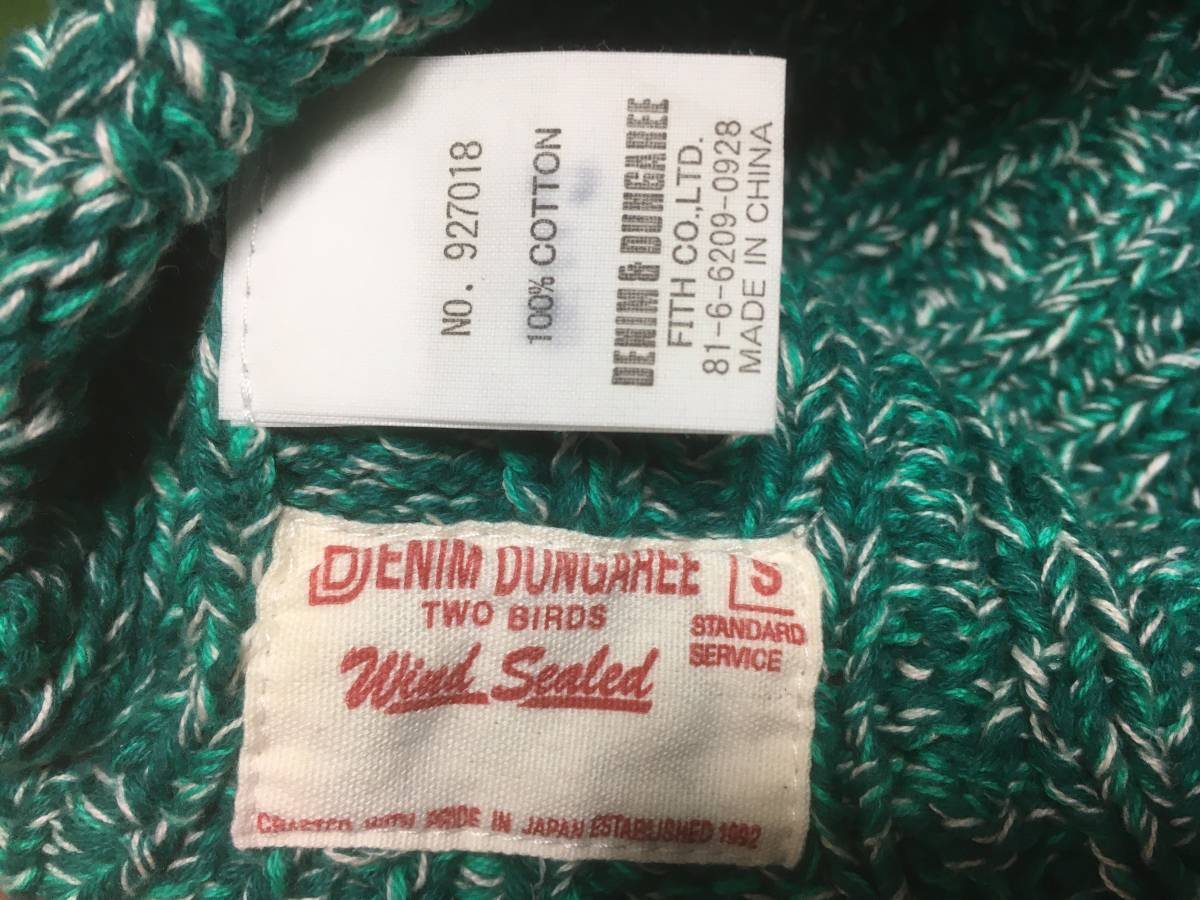 NO. 927018
100% COTTON
DENIM & DUNGAREE
FITH CO.,LTD.
81-6-6209-0928
MADE IN CHINA
DENIM DUNGAREE
S
TWO BIRDS
STANDARD
SERVICE
Wind Sealed
CRAFTED WITH PRIDE IN JAPAN ESTABLISHED 1992